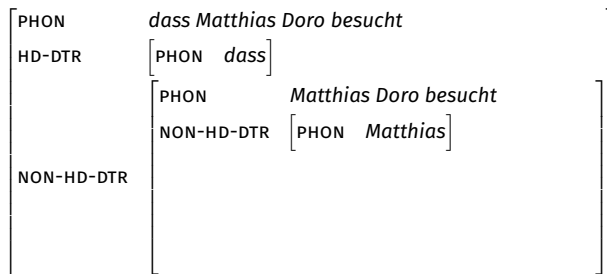 PHON dass Matthias Doro besucht
HD-DTR [PHON dass]
PHON Matthias Doro besucht
NON-HD-DTR [PHON Matthias]
NON-HD-DTR